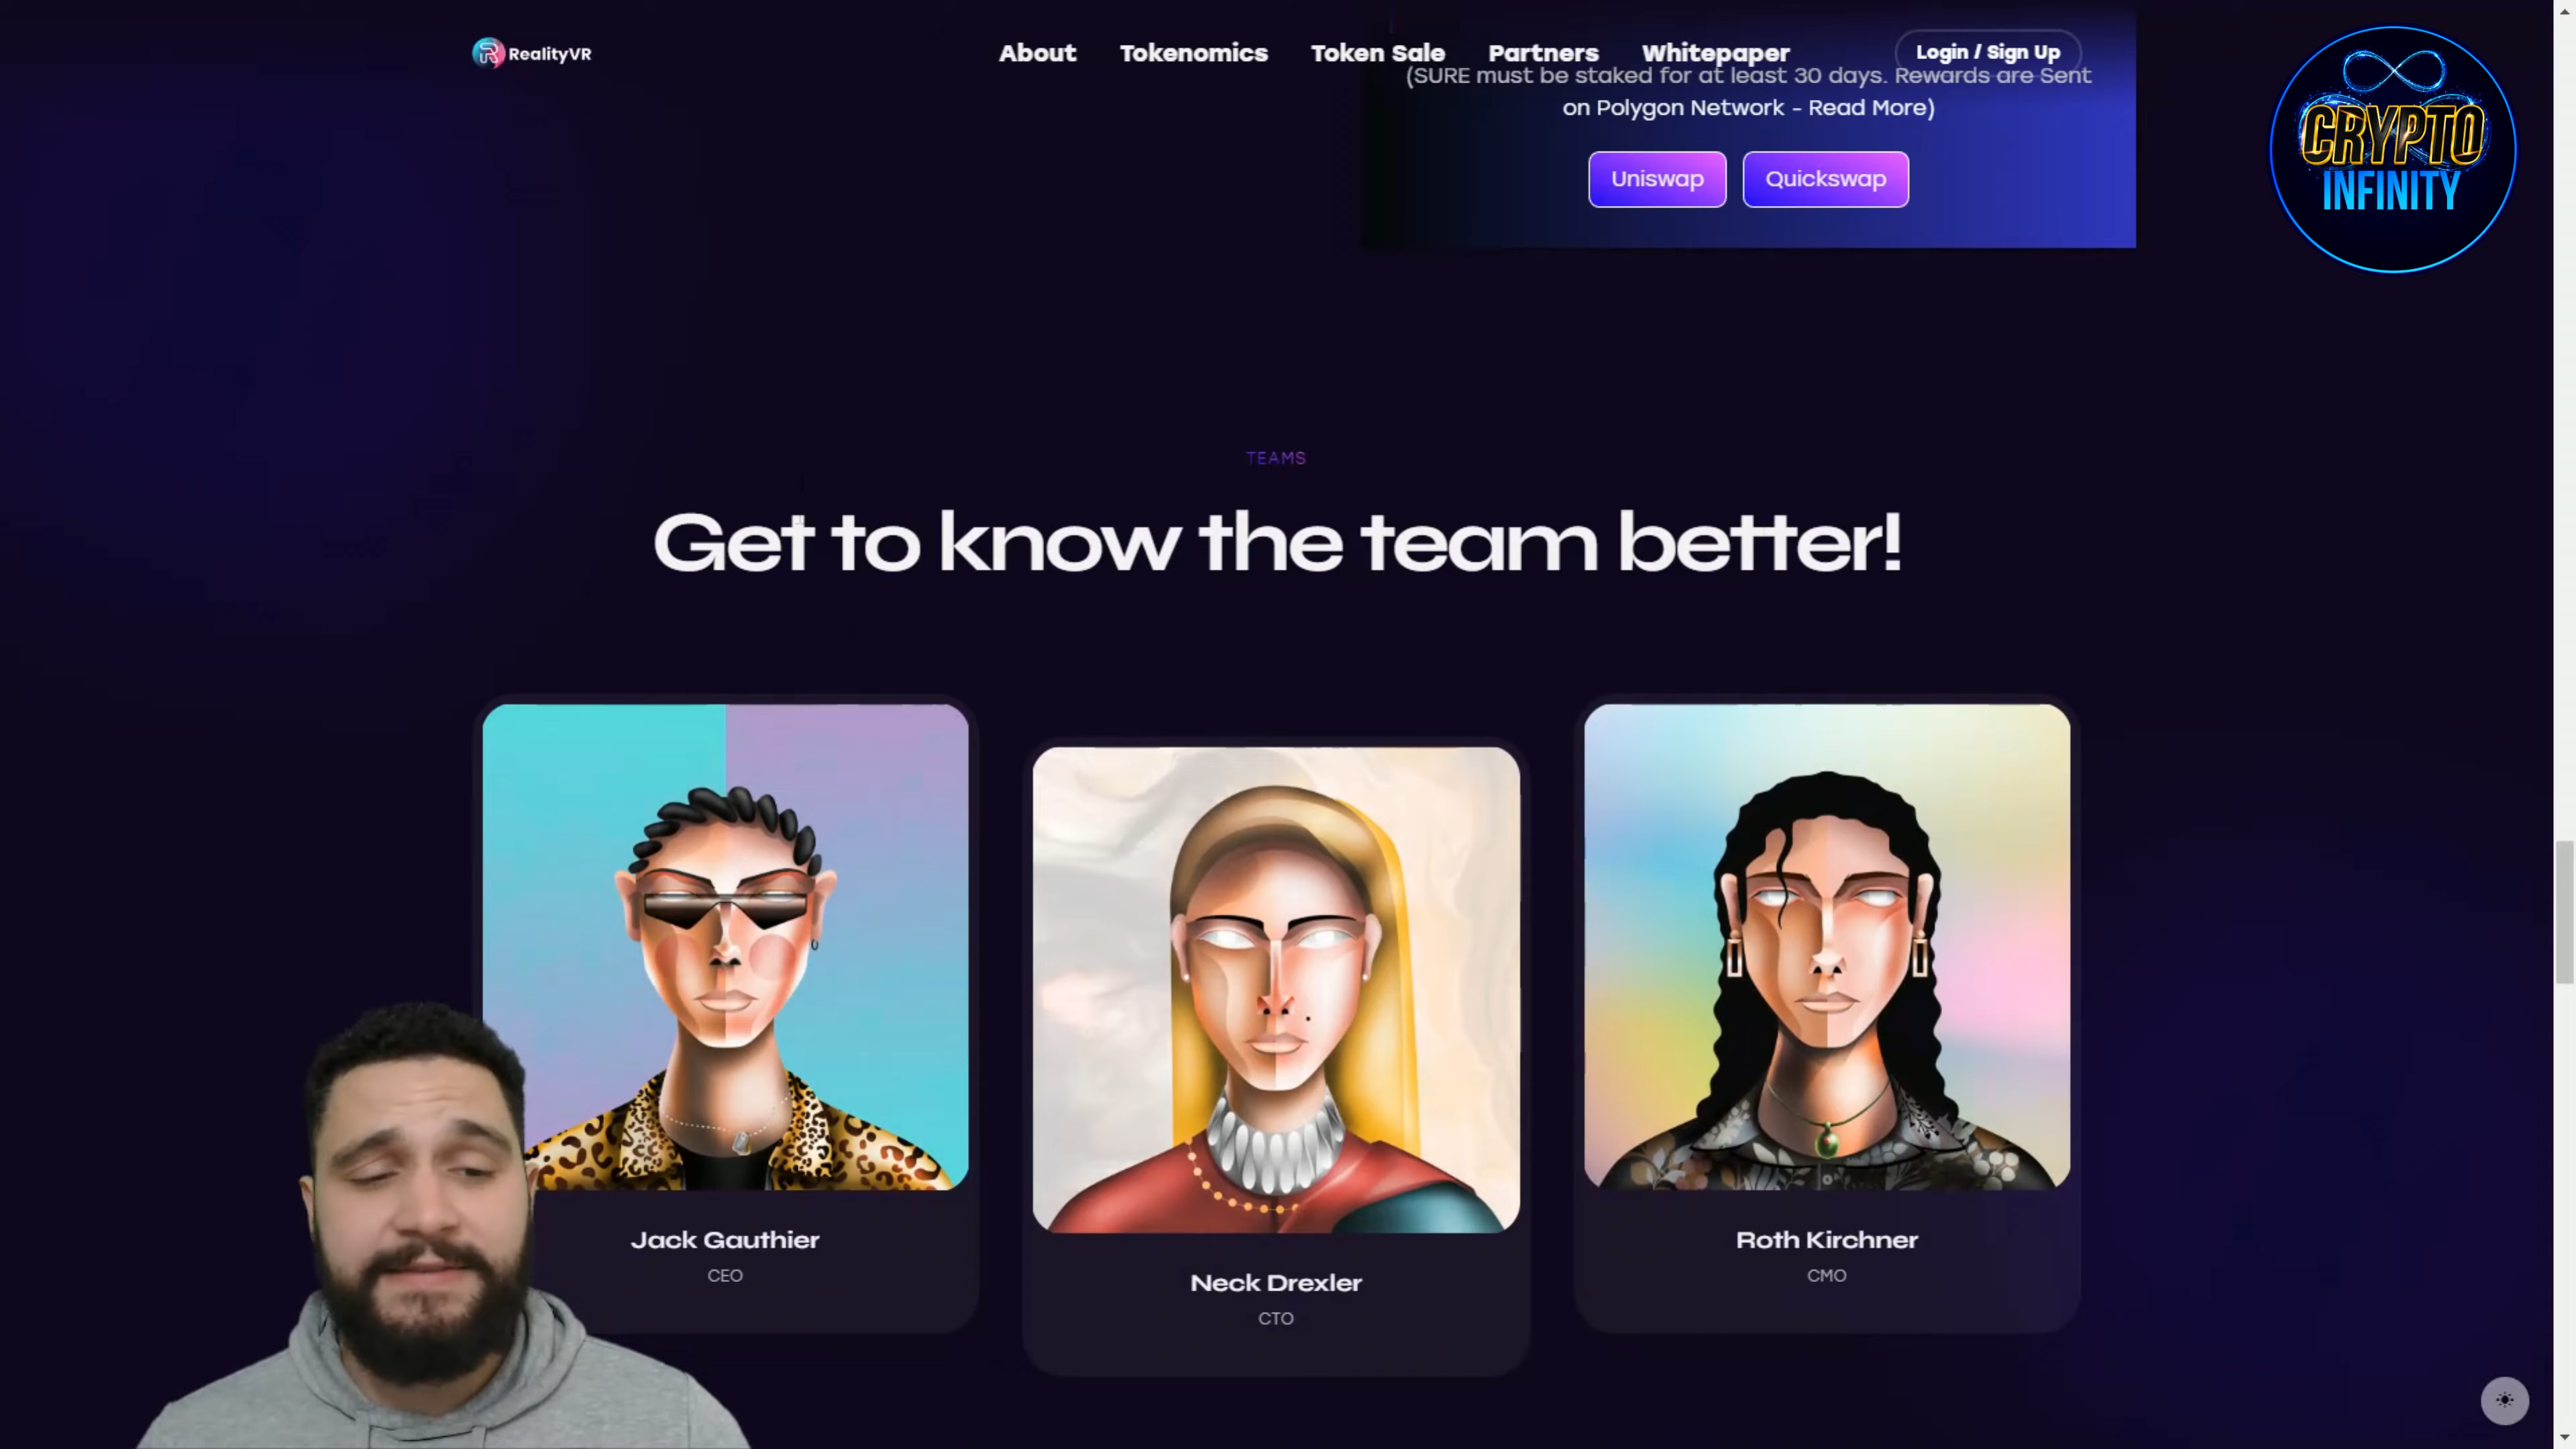 RealityVR
About
Tokenomics
Token Sale
Partners
Whitepaper
Login / Sign Up
(SURE must be staked for at least 30 days. Rewards are Sent
on Polygon Network - Read More)
Uniswap
Quickswap
CRYPTO
INFINITY
TEAMS
Get to know the team better!
Jack Gauthier
CEO
Neck Drexler
CTO
Roth Kirchner
CMO